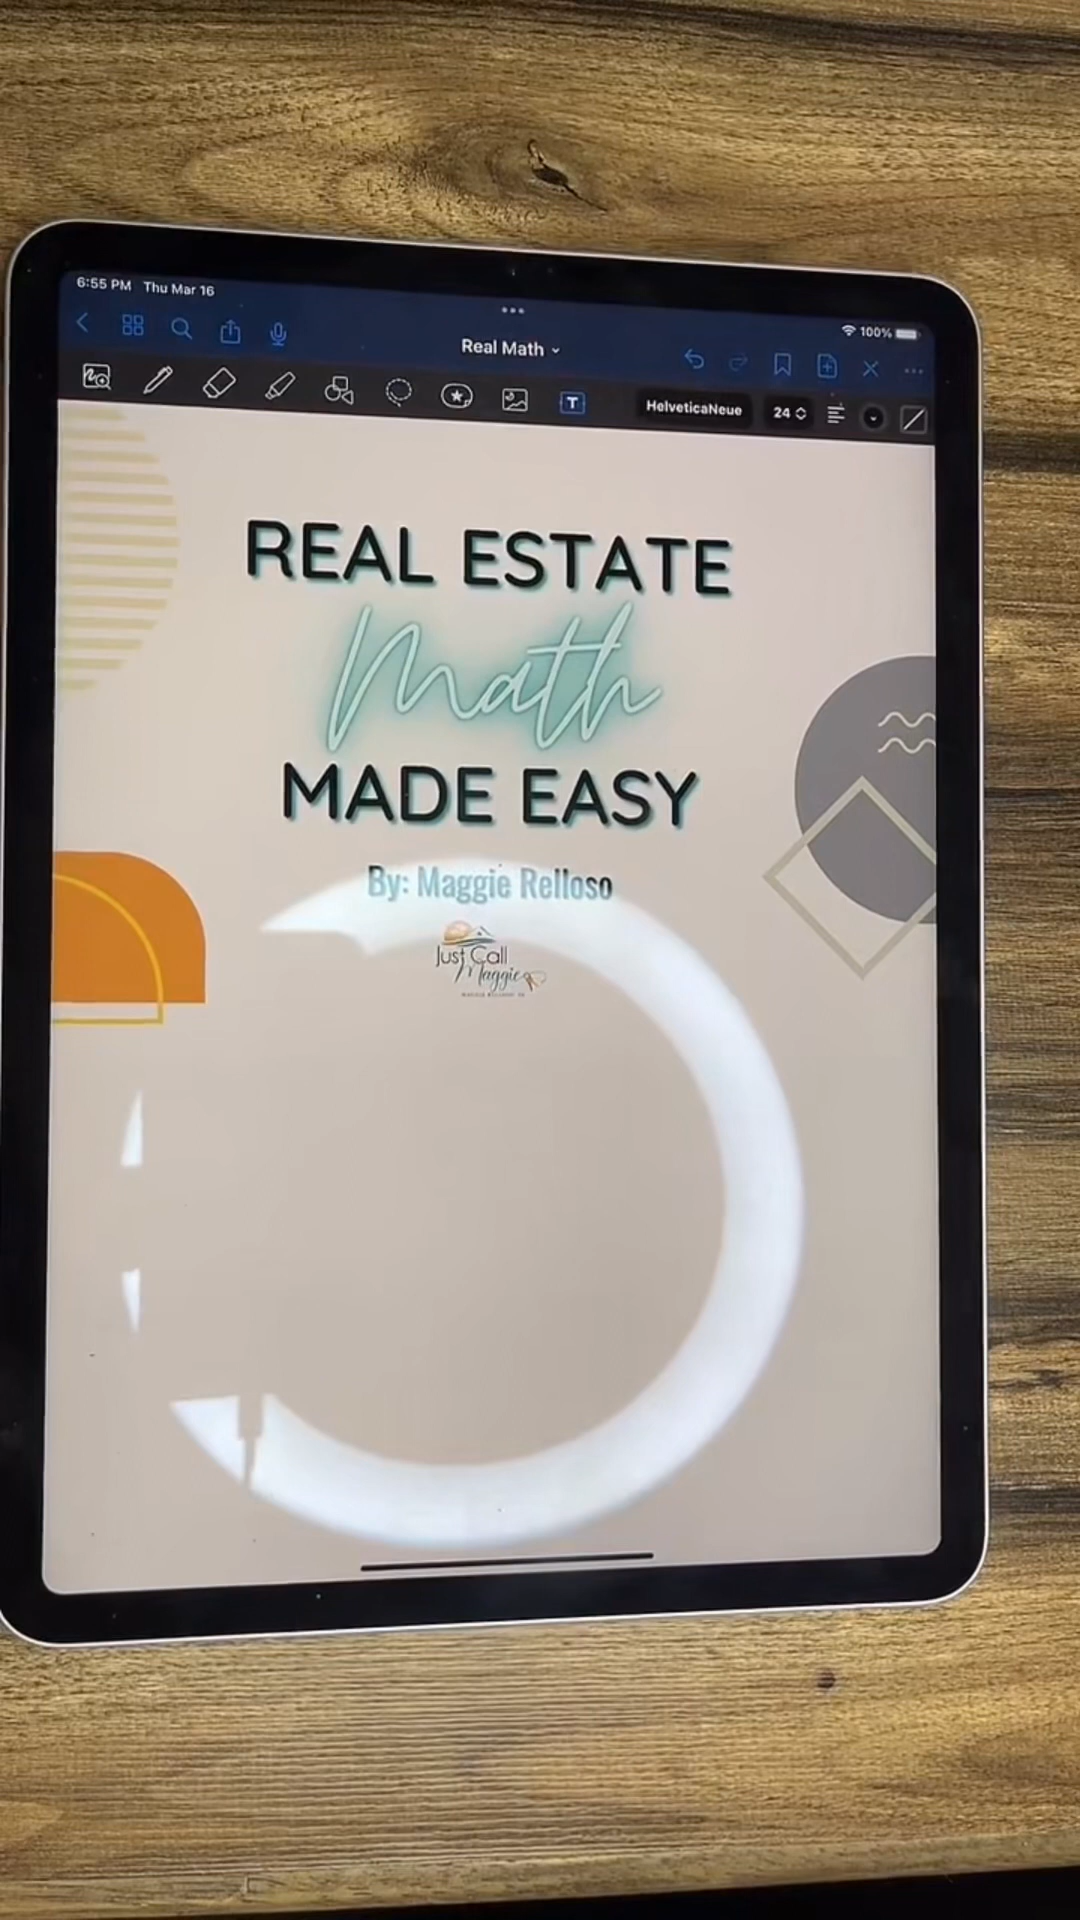 6:55 PM Thu Mar 16
100%
Real Math
T
HelveticaNeue
24
REAL ESTATE
Math
MADE EASY
By: Maggie Relloso
Just Call
Maggie